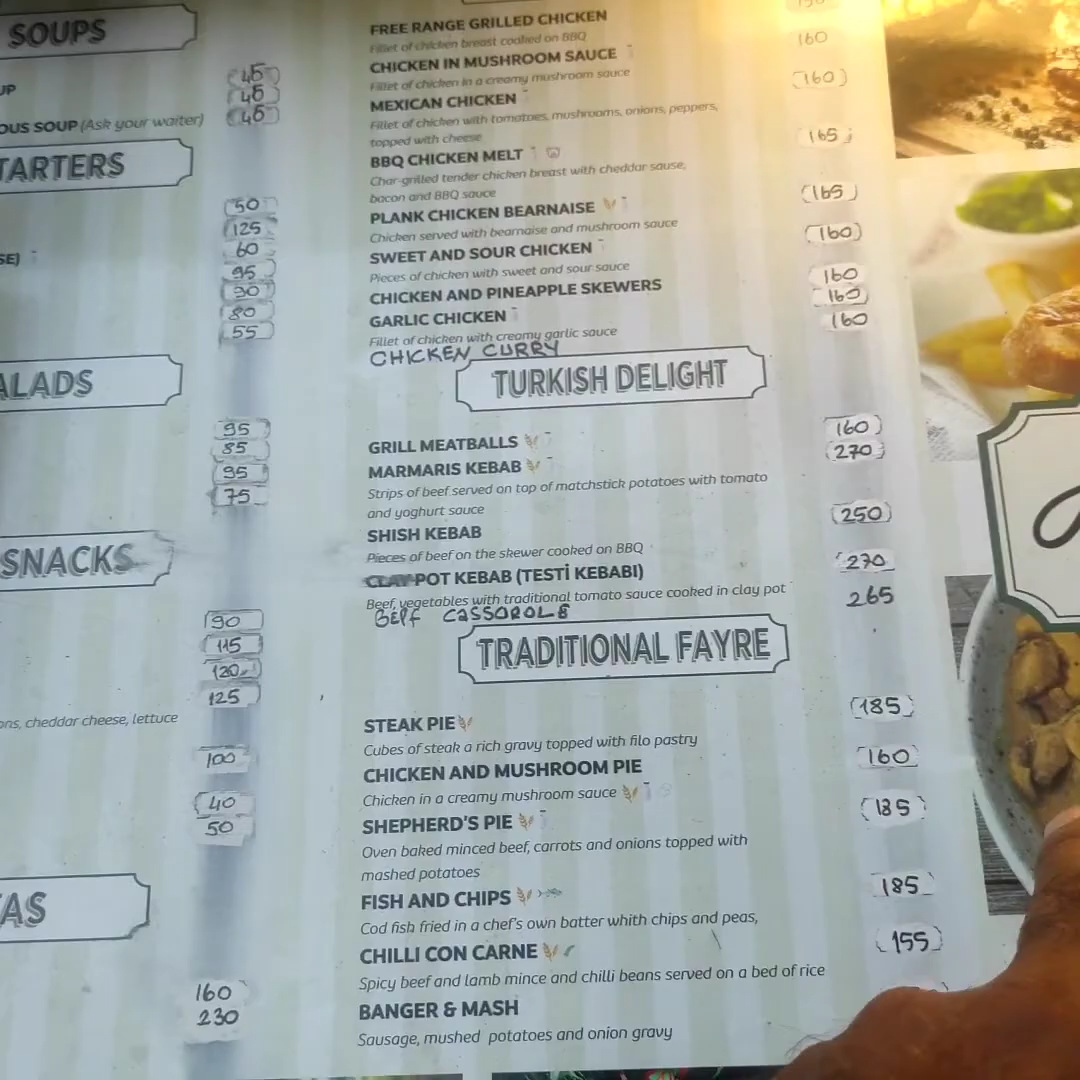 SOUPS
UP
45
45
OUS SOUP (Ask your waiter)
45
TARTERS
50
125
SE)
60
95
90
80
55
ALADS
95
85
95
75
SNACKS
90
115
120
125
ons, cheddar cheese, lettuce
100
40
50
AS
160
230
FREE RANGE GRILLED CHICKEN
Fillet of chicken breast cooked on BBQ
160
CHICKEN IN MUSHROOM SAUCE
Fillet of chicken in a creamy mushroom sauce
160
MEXICAN CHICKEN
Fillet of chicken with tomatoes, mushrooms, onions, peppers,
topped with cheese
165
BBQ CHICKEN MELT
Char-grilled tender chicken breast with cheddar sause,
bacon and BBQ sauce
165
PLANK CHICKEN BEARNAISE
Chicken served with bearnaise and mushroom sauce
160
SWEET AND SOUR CHICKEN
Pieces of chicken with sweet and sour sauce
160
CHICKEN AND PINEAPPLE SKEWERS
160
GARLIC CHICKEN
160
Fillet of chicken with creamy garlic sauce
CHICKEN CURRY
TURKISH DELIGHT
GRILL MEATBALLS
160
MARMARIS KEBAB
270
Strips of beef served on top of matchstick potatoes with tomato
and yoghurt sauce
SHISH KEBAB
250
Pieces of beef on the skewer cooked on BBQ
CLAY POT KEBAB (TESTİ KEBABI)
270
Beef, vegetables with traditional tomato sauce cooked in clay pot
BEEF CASSOROLE
265
TRADITIONAL FAYRE
STEAK PIE
185
Cubes of steak a rich gravy topped with filo pastry
CHICKEN AND MUSHROOM PIE
160
Chicken in a creamy mushroom sauce
SHEPHERD'S PIE
185
Oven baked minced beef, carrots and onions topped with
mashed potatoes
FISH AND CHIPS
185
Cod fish fried in a chef's own batter whith chips and peas,
CHILLI CON CARNE
155
Spicy beef and lamb mince and chilli beans served on a bed of rice
BANGER & MASH
Sausage, mushed potatoes and onion gravy